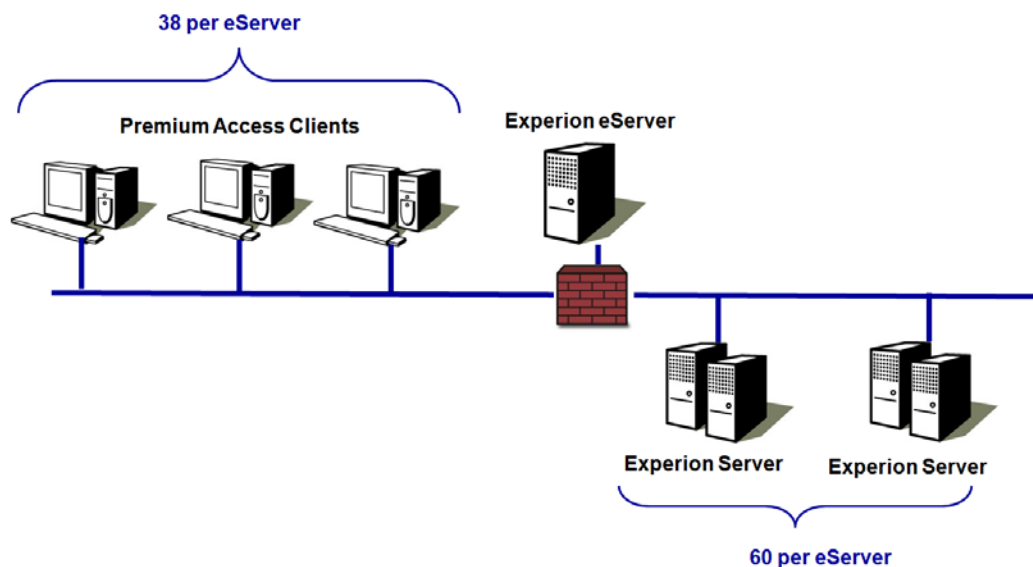 38 per eServer
Premium Access Clients
Experion eServer
Experion Server
Experion Server
60 per eServer